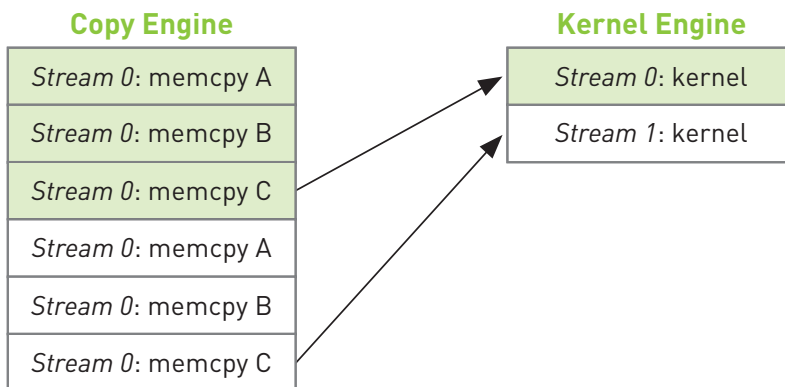 Copy Engine
Stream 0: memcpy A
Stream 0: memcpy B
Stream 0: memcpy C
Stream 0: memcpy A
Stream 0: memcpy B
Stream 0: memcpy C
Kernel Engine
Stream 0: kernel
Stream 1: kernel